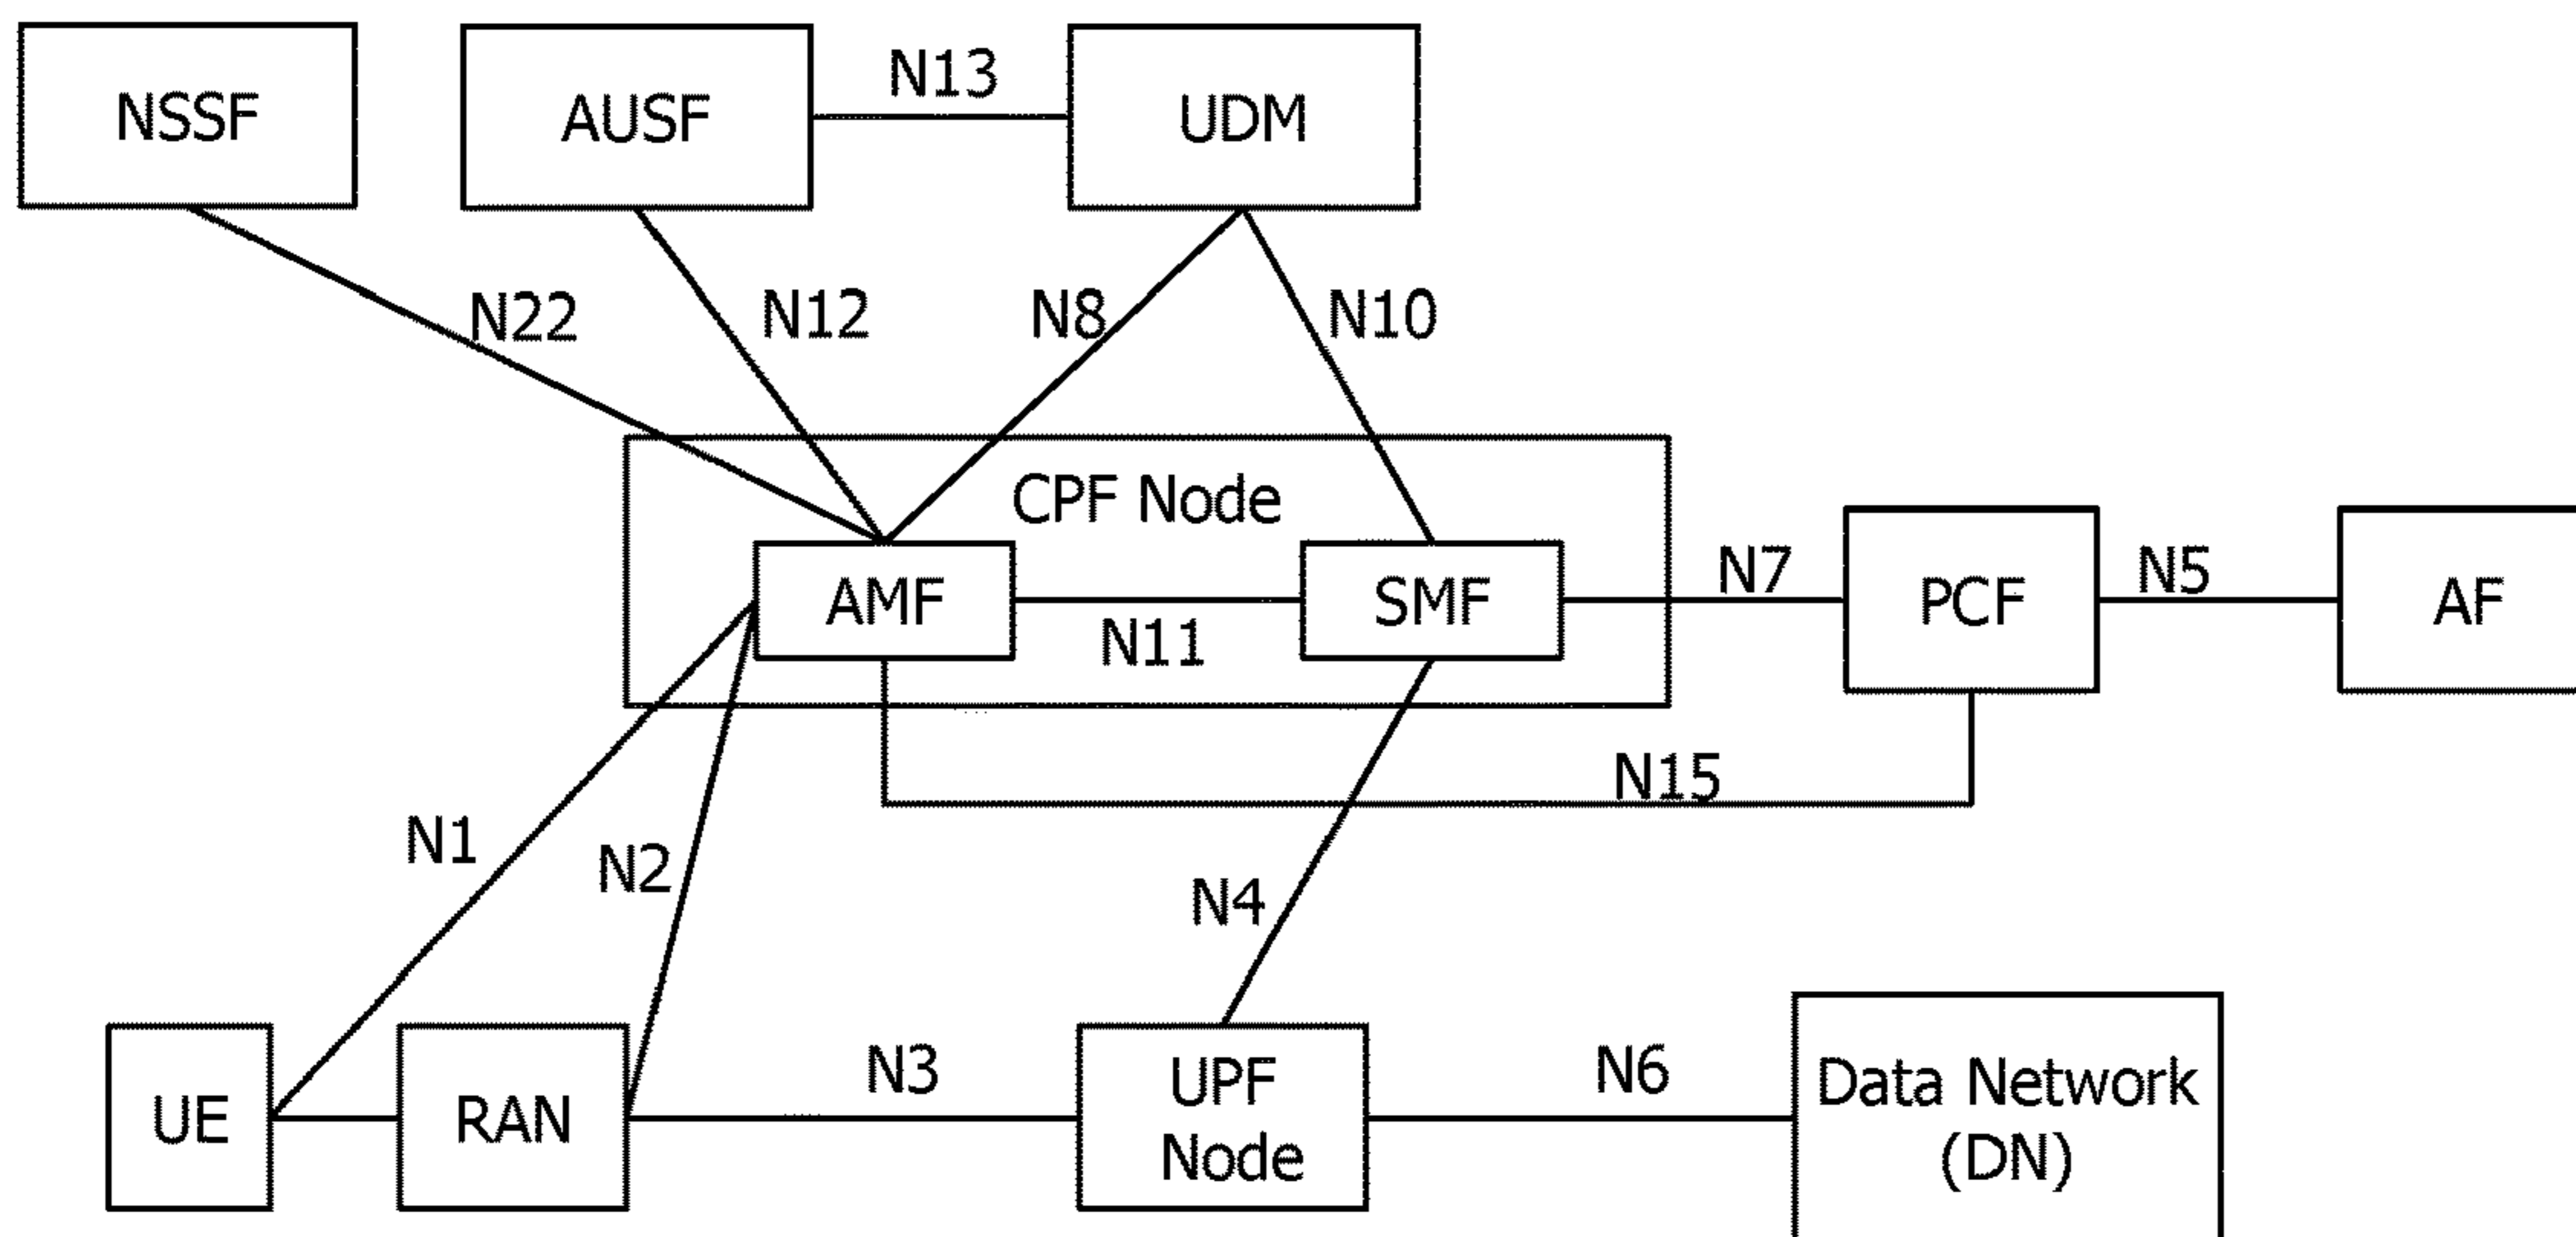 NSSF
AUSF
N13
UDM
N22
N12
N8
N10
CPF Node
AMF
N11
SMF
N7
PCF
N5
AF
N15
N1
N2
N4
UE
RAN
N3
UPF
Node
N6
Data Network
(DN)